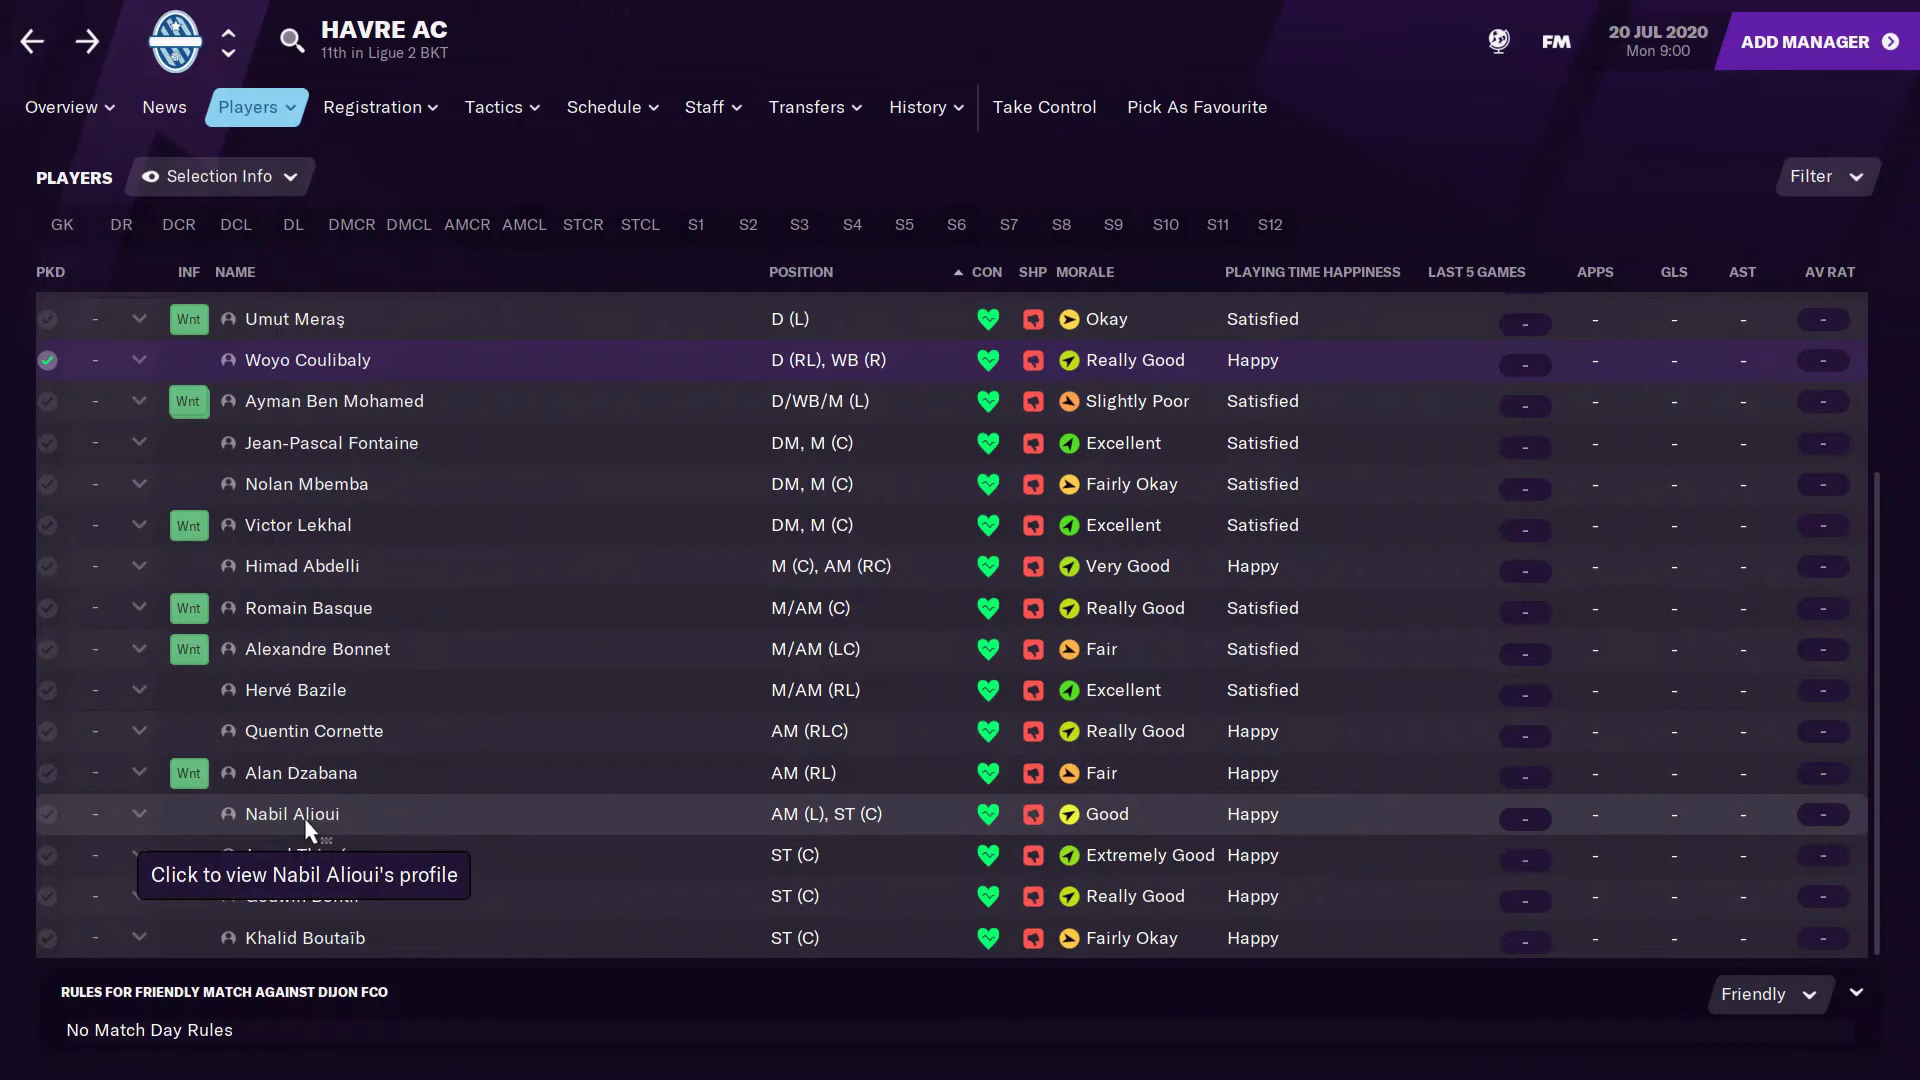 HAVRE AC
11th in Ligue 2 BKT
FM
20 JUL 2020
Mon 9:00
ADD MANAGER
Overview News Players Registration Tactics Schedule Staff Transfers History Take Control Pick As Favourite
PLAYERS Selection Info Filter
GK DR DCR DCL DL DMCR DMCL AMCR AMCL STCR STCL S1 S2 S3 S4 S5 S6 S7 S8 S9 S10 S11 S12
PKD INF NAME POSITION CON SHP MORALE PLAYING TIME HAPPINESS LAST 5 GAMES APPS GLS AST AV RAT
- Wnt Umut Meraş D (L) Okay Satisfied - - - - -
- Woyo Coulibaly D (RL), WB (R) Really Good Happy - - - - -
- Wnt Ayman Ben Mohamed D/WB/M (L) Slightly Poor Satisfied - - - - -
- Jean-Pascal Fontaine DM, M (C) Excellent Satisfied - - - - -
- Nolan Mbemba DM, M (C) Fairly Okay Satisfied - - - - -
- Wnt Victor Lekhal DM, M (C) Excellent Satisfied - - - - -
- Himad Abdelli M (C), AM (RC) Very Good Happy - - - - -
- Wnt Romain Basque M/AM (C) Really Good Satisfied - - - - -
- Wnt Alexandre Bonnet M/AM (LC) Fair Satisfied - - - - -
- Hervé Bazile M/AM (RL) Excellent Satisfied - - - - -
- Quentin Cornette AM (RLC) Really Good Happy - - - - -
- Wnt Alan Dzabana AM (RL) Fair Happy - - - - -
- Nabil Alioui AM (L), ST (C) Good Happy - - - - -
- ST (C) Extremely Good Happy - - - - -
Click to view Nabil Alioui's profile
- ST (C) Really Good Happy - - - - -
- Khalid Boutaïb ST (C) Fairly Okay Happy - - - - -
RULES FOR FRIENDLY MATCH AGAINST DIJON FCO Friendly
No Match Day Rules